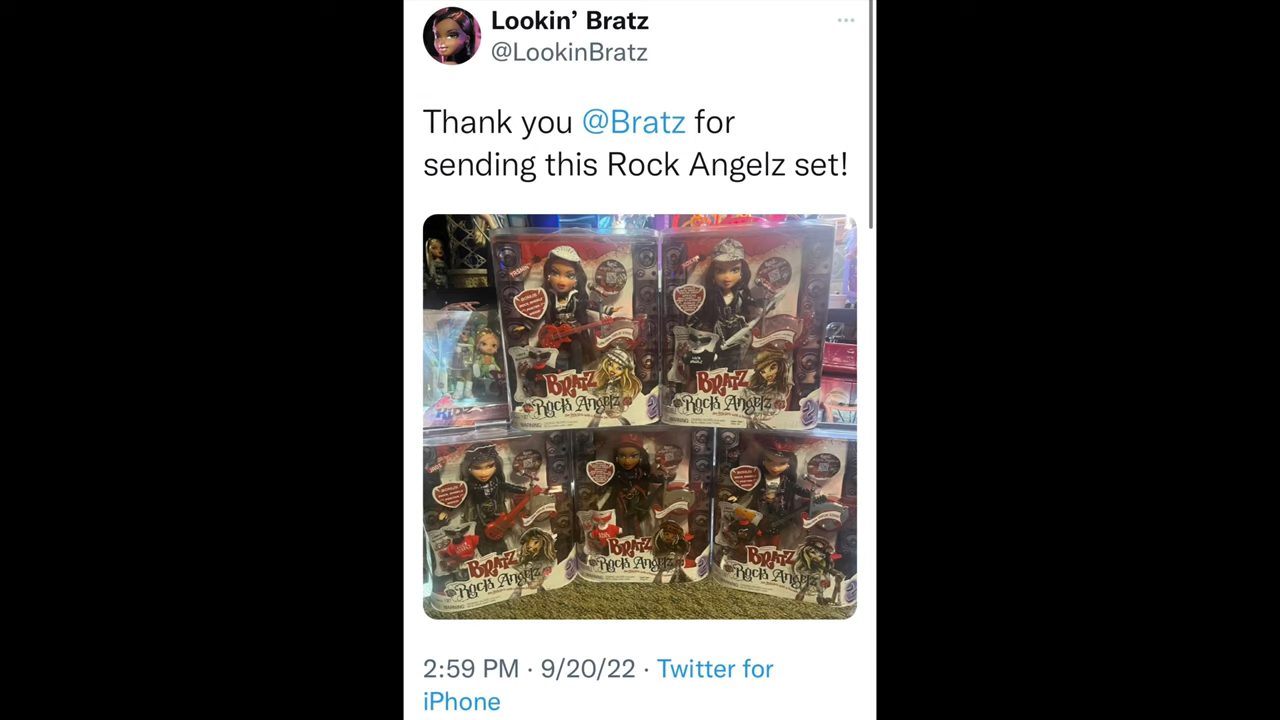 Lookin’ Bratz
@LookinBratz
Thank you @Bratz for
sending this Rock Angelz set!
BRATZ
Rock Angelz
BRATZ
Rock Angelz
KIDZ
BRATZ
Rock Angelz
BRATZ
Rock Angelz
BRATZ
Rock Angelz
2:59 PM · 9/20/22 · Twitter for
iPhone